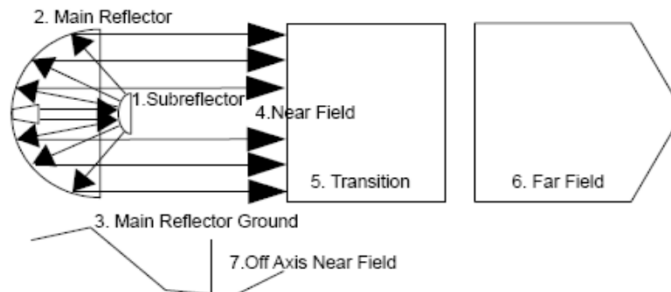 2. Main Reflector
1.Subreflector
4.Near Field
5. Transition
6. Far Field
3. Main Reflector Ground
7.Off Axis Near Field